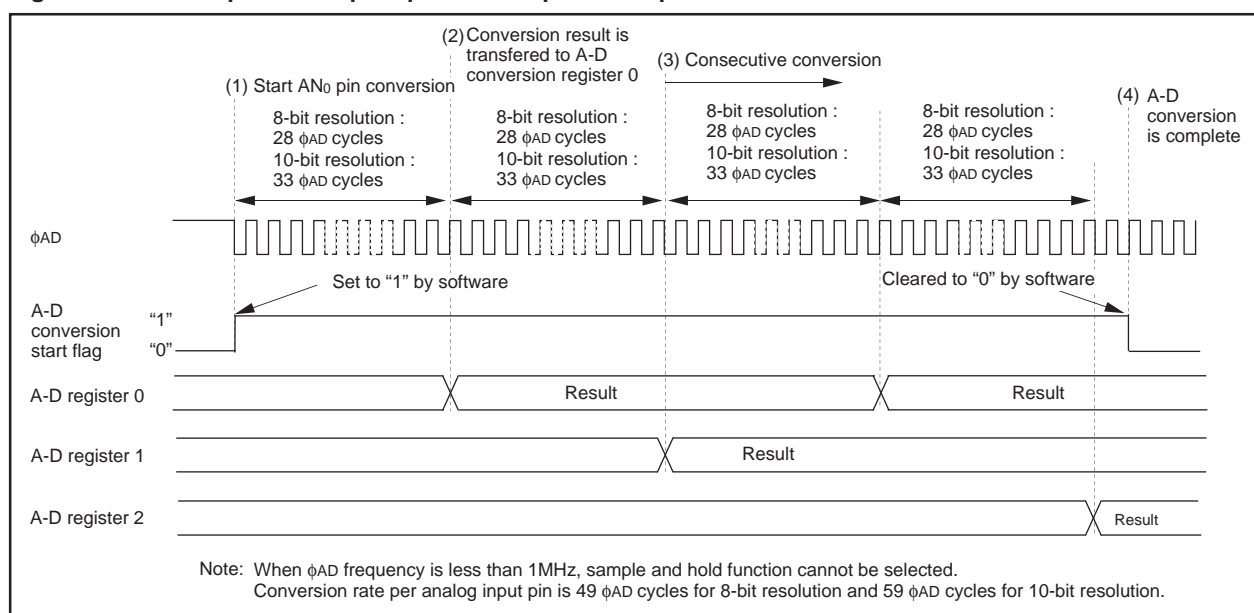 (1) Start AN0 pin conversion
(2) Conversion result is
transfered to A-D
conversion register 0
(3) Consecutive conversion
(4) A-D
conversion
is complete
8-bit resolution :
28 ϕAD cycles
10-bit resolution :
33 ϕAD cycles
8-bit resolution :
28 ϕAD cycles
10-bit resolution :
33 ϕAD cycles
8-bit resolution :
28 ϕAD cycles
10-bit resolution :
33 ϕAD cycles
8-bit resolution :
28 ϕAD cycles
10-bit resolution :
33 ϕAD cycles
ϕAD
Set to “1” by software
Cleared to “0” by software
A-D
conversion
start flag
“1”
“0”
A-D register 0
Result
Result
A-D register 1
Result
A-D register 2
Result
Note: When ϕAD frequency is less than 1MHz, sample and hold function cannot be selected.
Conversion rate per analog input pin is 49 ϕAD cycles for 8-bit resolution and 59 ϕAD cycles for 10-bit resolution.